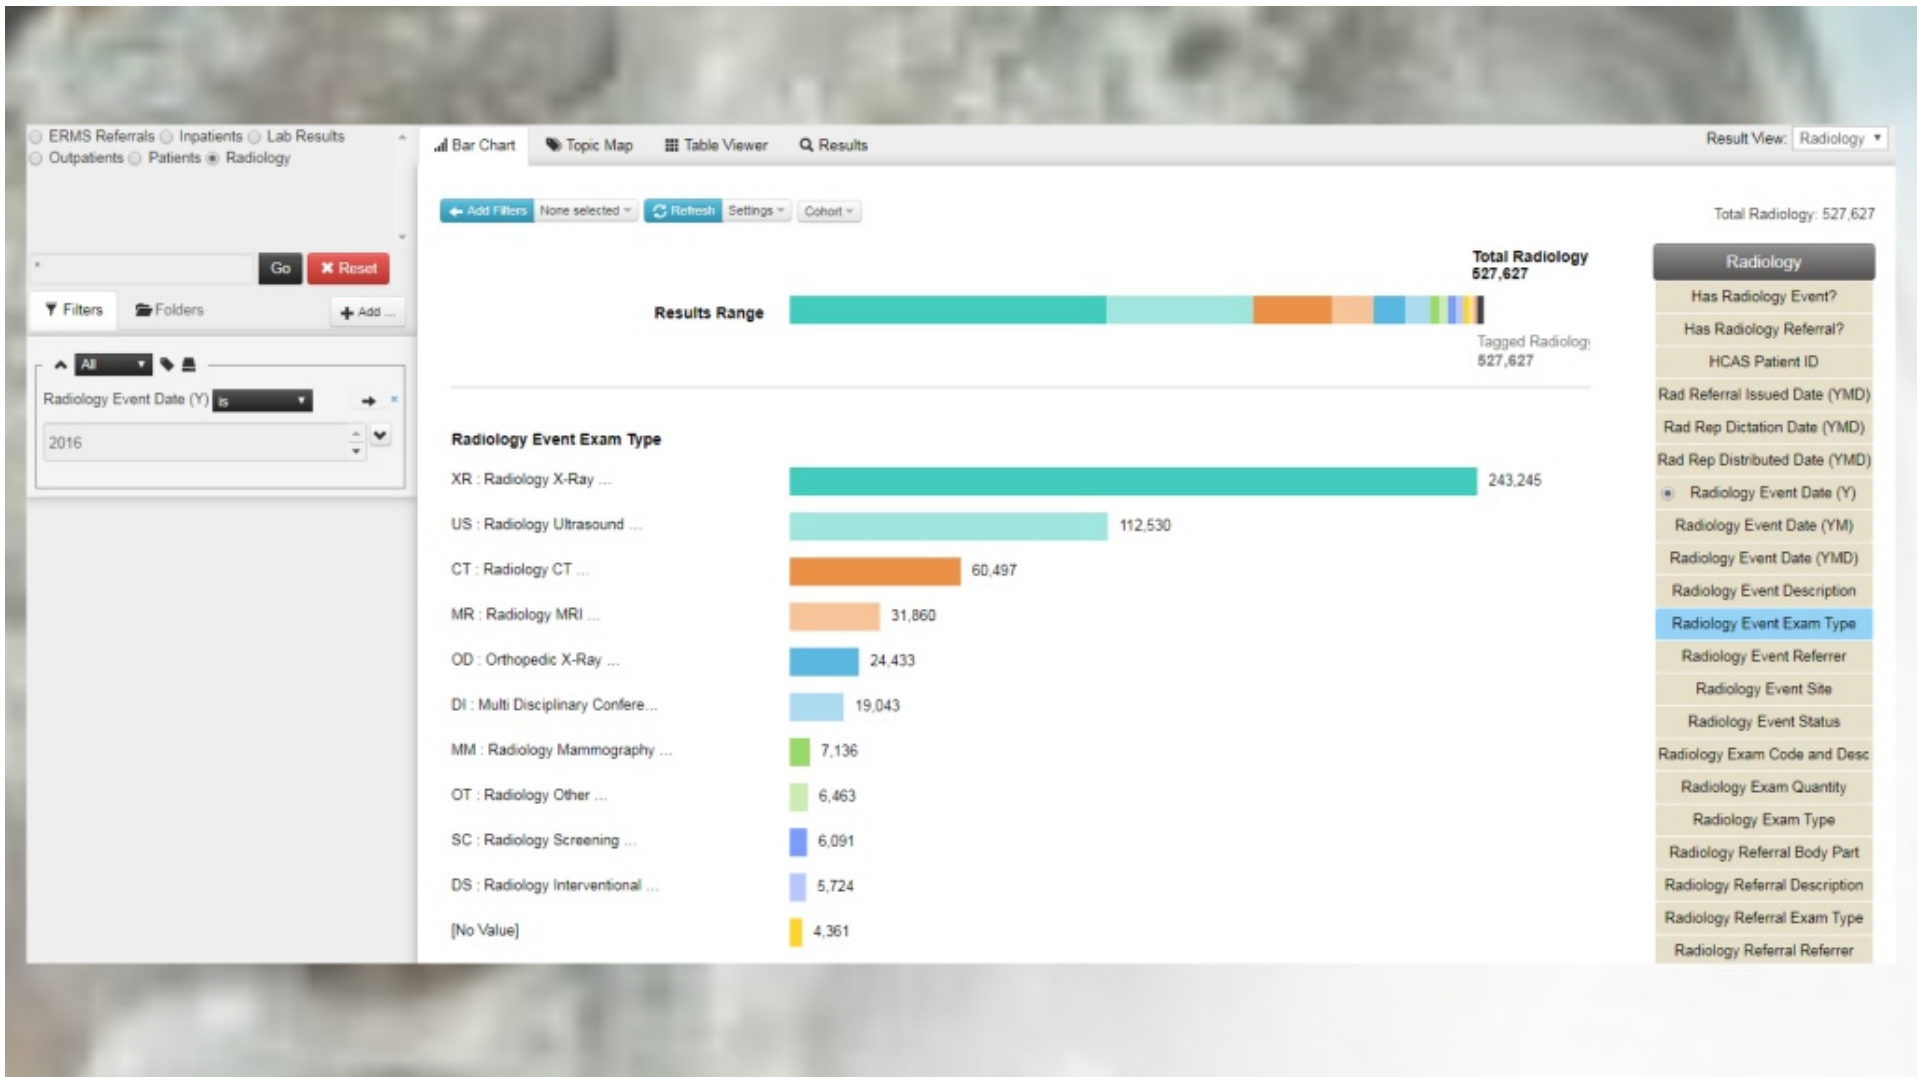 ERMS Referrals Inpatients Lab Results
Outpatients Patients Radiology
*
Go
Reset
Filters
Folders
Add ...
All
Radiology Event Date (Y) is
2016
Bar Chart
Topic Map
Table Viewer
Results
Result View: Radiology
Add Filters
None selected
Refresh
Settings
Cohort
Total Radiology: 527,627
Total Radiology
527,627
Results Range
Tagged Radiology
527,627
Radiology Event Exam Type
XR : Radiology X-Ray ... 243,245
US : Radiology Ultrasound ... 112,530
CT : Radiology CT ... 60,497
MR : Radiology MRI ... 31,860
OD : Orthopedic X-Ray ... 24,433
DI : Multi Disciplinary Confere... 19,043
MM : Radiology Mammography ... 7,136
OT : Radiology Other ... 6,463
SC : Radiology Screening ... 6,091
DS : Radiology Interventional ... 5,724
[No Value] 4,361
Radiology
Has Radiology Event?
Has Radiology Referral?
HCAS Patient ID
Rad Referral Issued Date (YMD)
Rad Rep Dictation Date (YMD)
Rad Rep Distributed Date (YMD)
Radiology Event Date (Y)
Radiology Event Date (YM)
Radiology Event Date (YMD)
Radiology Event Description
Radiology Event Exam Type
Radiology Event Referrer
Radiology Event Site
Radiology Event Status
Radiology Exam Code and Desc
Radiology Exam Quantity
Radiology Exam Type
Radiology Referral Body Part
Radiology Referral Description
Radiology Referral Exam Type
Radiology Referral Referrer